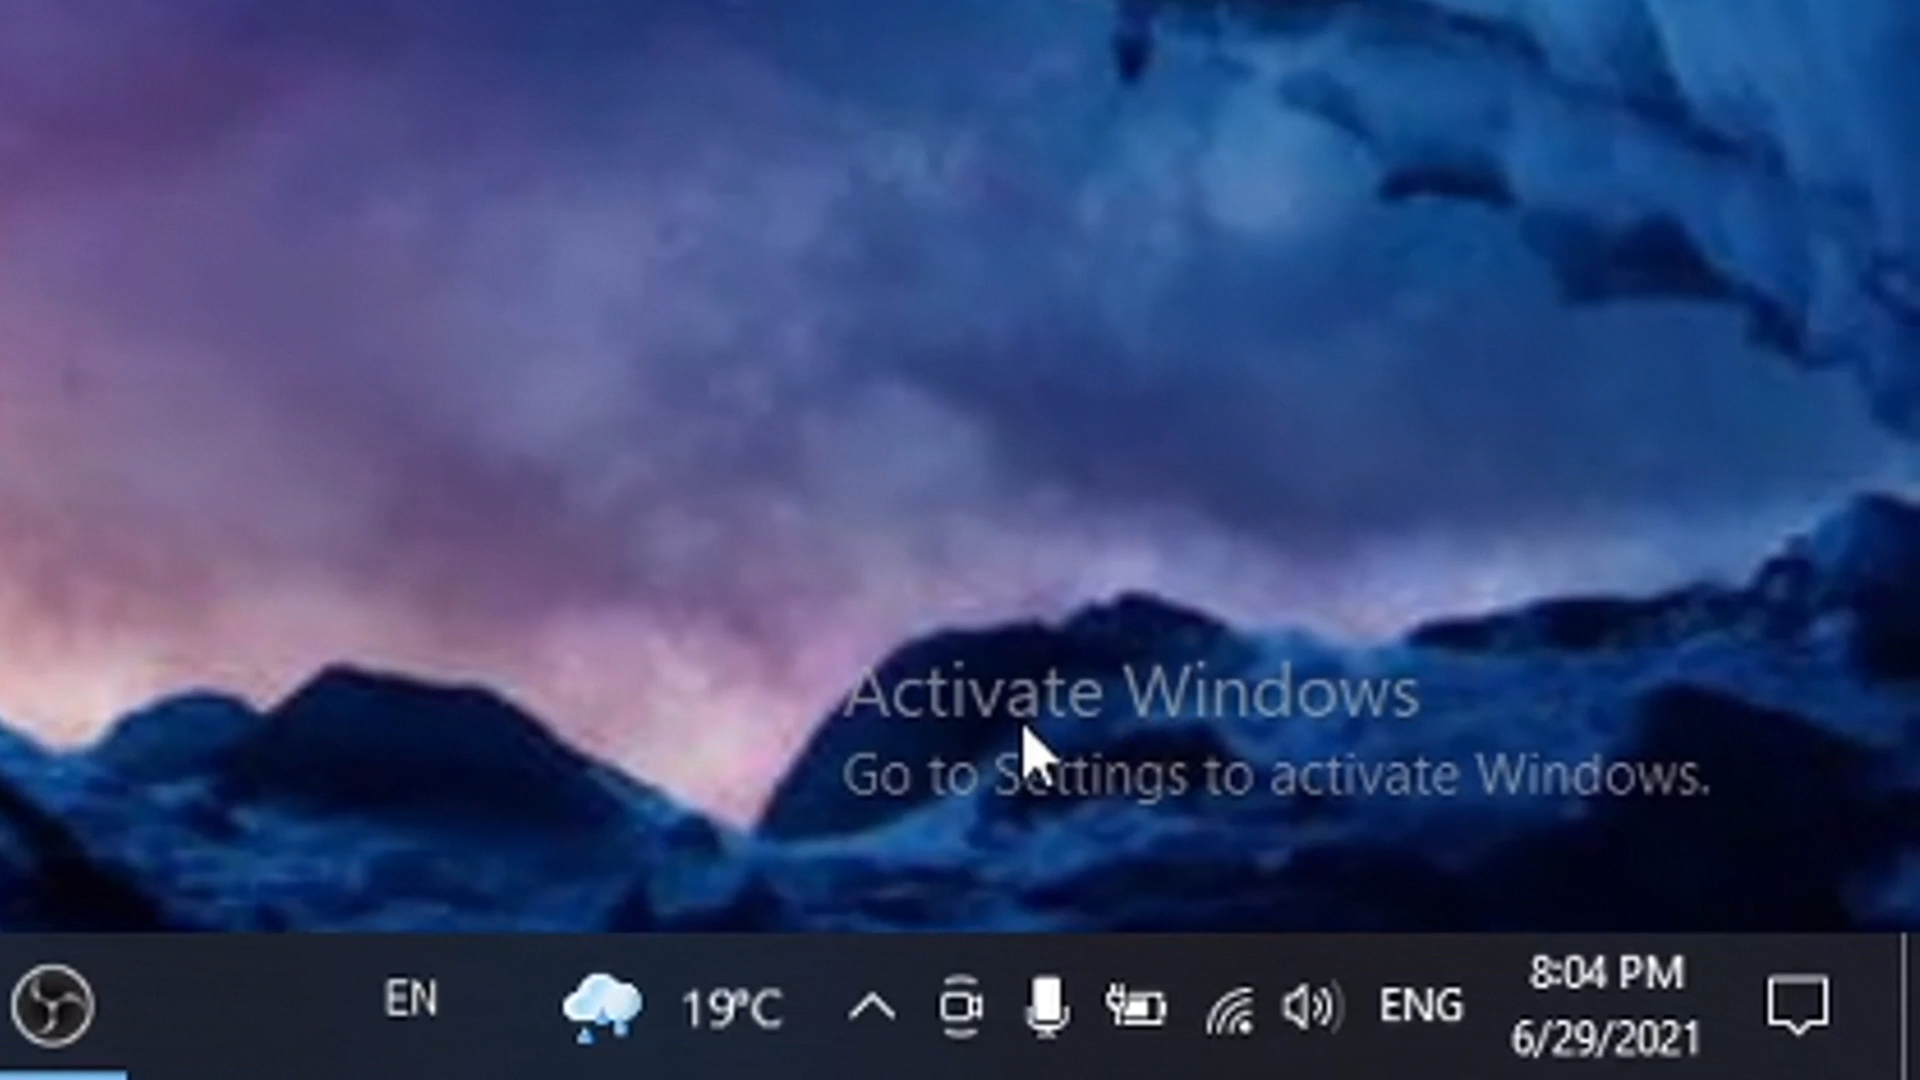 Activate Windows
Go to Settings to activate Windows.
EN
19°C
ENG
8:04 PM
6/29/2021